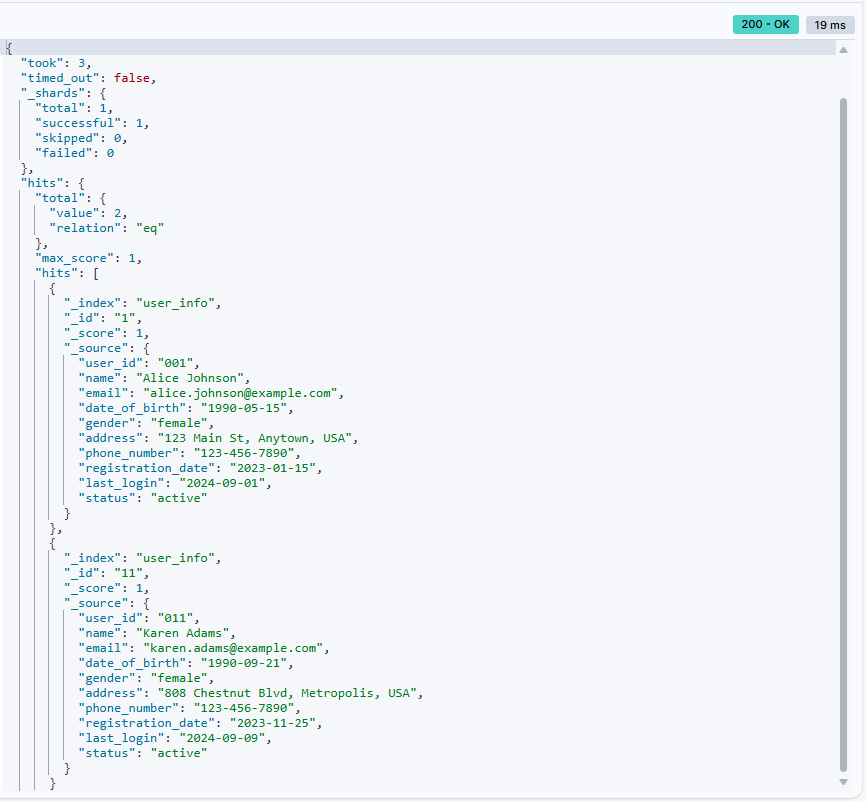 200 - OK
19 ms
{
  "took": 3,
  "timed_out": false,
  "_shards": {
    "total": 1,
    "successful": 1,
    "skipped": 0,
    "failed": 0
  },
  "hits": {
    "total": {
      "value": 2,
      "relation": "eq"
    },
    "max_score": 1,
    "hits": [
      {
        "_index": "user_info",
        "_id": "1",
        "_score": 1,
        "_source": {
          "user_id": "001",
          "name": "Alice Johnson",
          "email": "alice.johnson@example.com",
          "date_of_birth": "1990-05-15",
          "gender": "female",
          "address": "123 Main St, Anytown, USA",
          "phone_number": "123-456-7890",
          "registration_date": "2023-01-15",
          "last_login": "2024-09-01",
          "status": "active"
        }
      },
      {
        "_index": "user_info",
        "_id": "11",
        "_score": 1,
        "_source": {
          "user_id": "011",
          "name": "Karen Adams",
          "email": "karen.adams@example.com",
          "date_of_birth": "1990-09-21",
          "gender": "female",
          "address": "808 Chestnut Blvd, Metropolis, USA",
          "phone_number": "123-456-7890",
          "registration_date": "2023-11-25",
          "last_login": "2024-09-09",
          "status": "active"
        }
      }